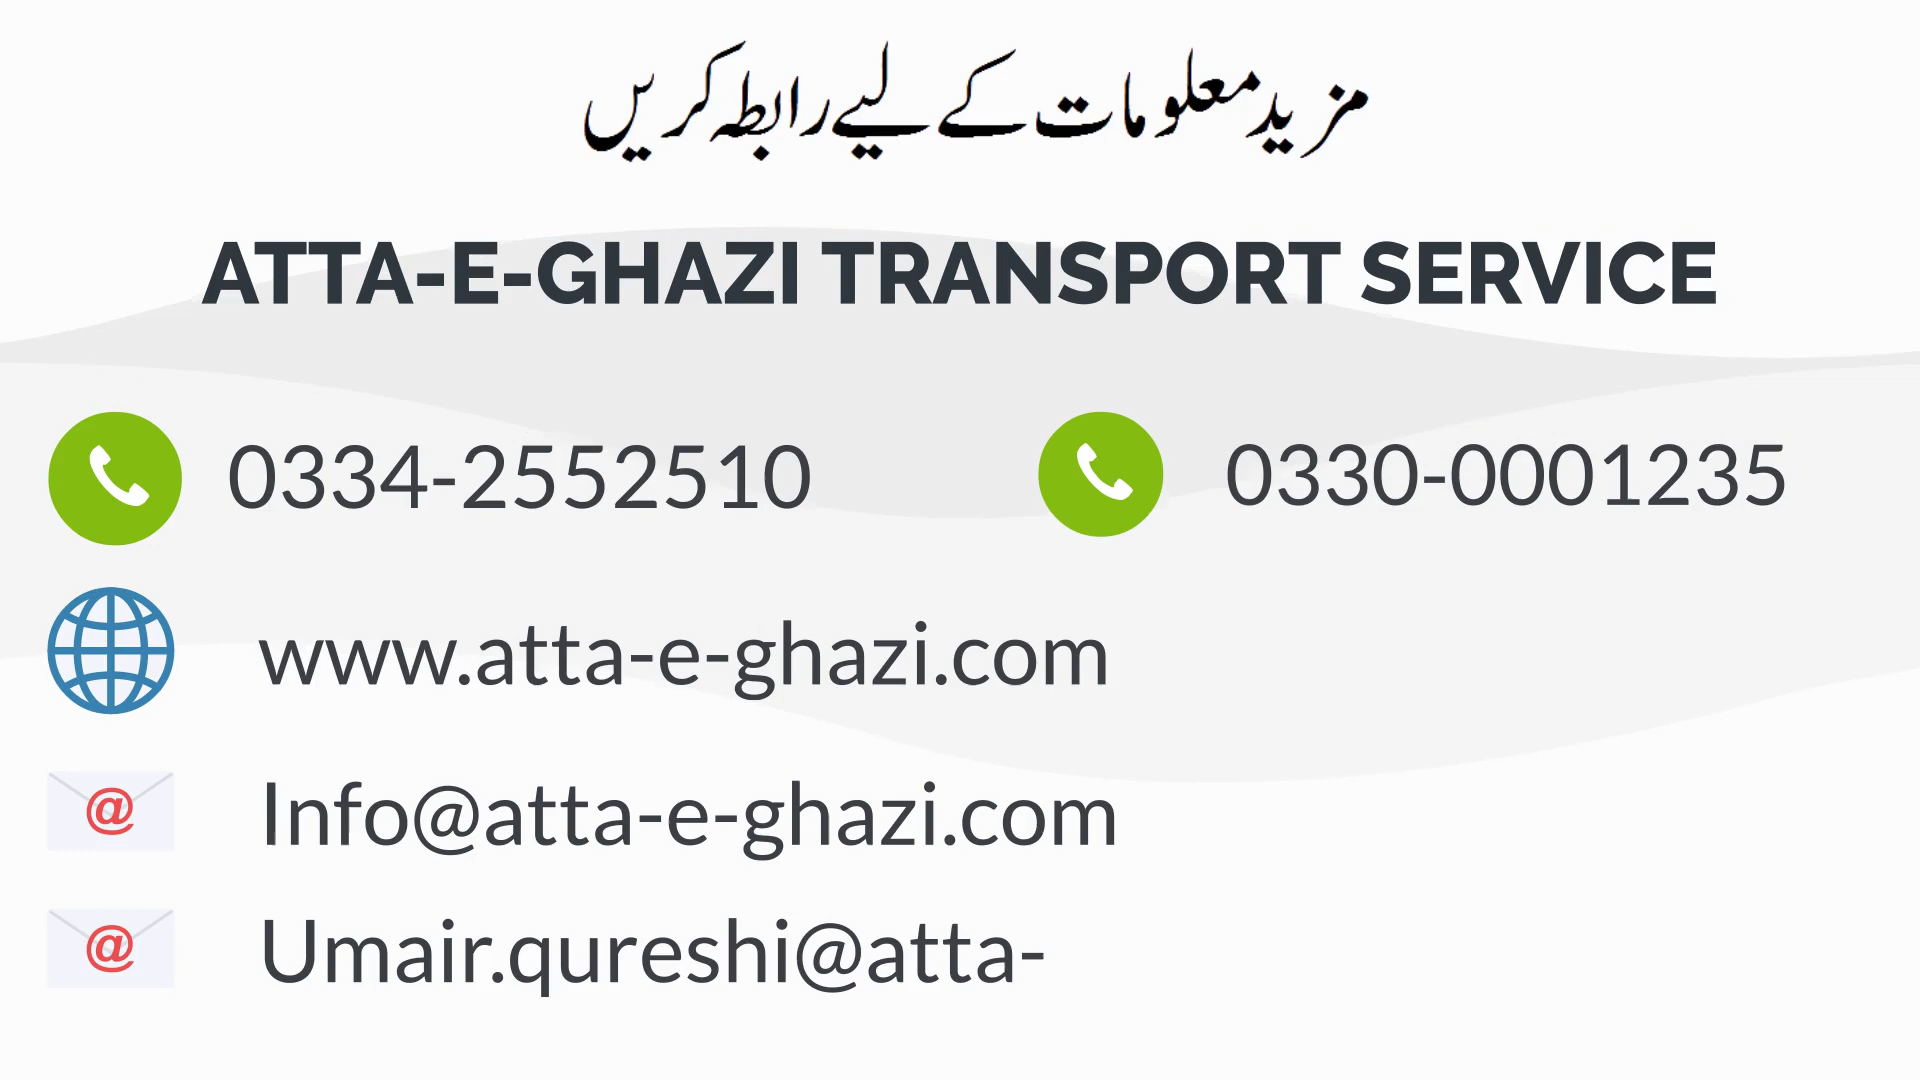 مزید معلومات کے لیے رابطہ کریں
ATTA-E-GHAZI TRANSPORT SERVICE
0334-2552510
0330-0001235
www.atta-e-ghazi.com
@ Info@atta-e-ghazi.com
@ Umair.qureshi@atta-